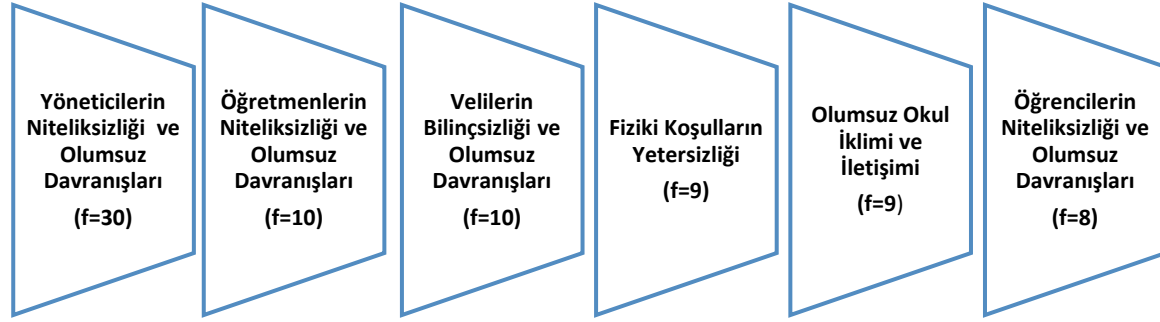 Yöneticilerin
Niteliksizliği ve
Olumsuz
Davranışları
(f=30)
Öğretmenlerin
Niteliksizliği ve
Olumsuz
Davranışları
(f=10)
Velilerin
Bilinçsizliği ve
Olumsuz
Davranışları
(f=10)
Fiziki Koşulların
Yetersizliği
(f=9)
Olumsuz Okul
İklimi ve
İletişimi
(f=9)
Öğrencilerin
Niteliksizliği ve
Olumsuz
Davranışları
(f=8)